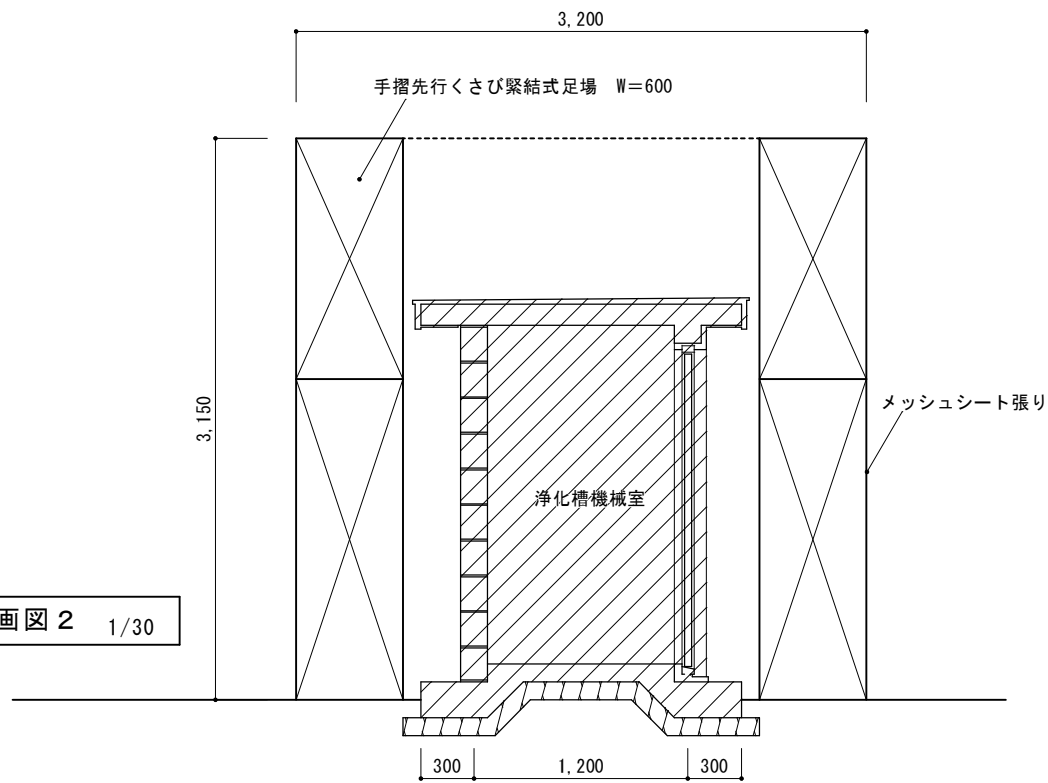 3,200
手摺先行くさび緊結式足場　W=600
3,150
メッシュシート張り
浄化槽機械室
画図２　1/30
300
1,200
300